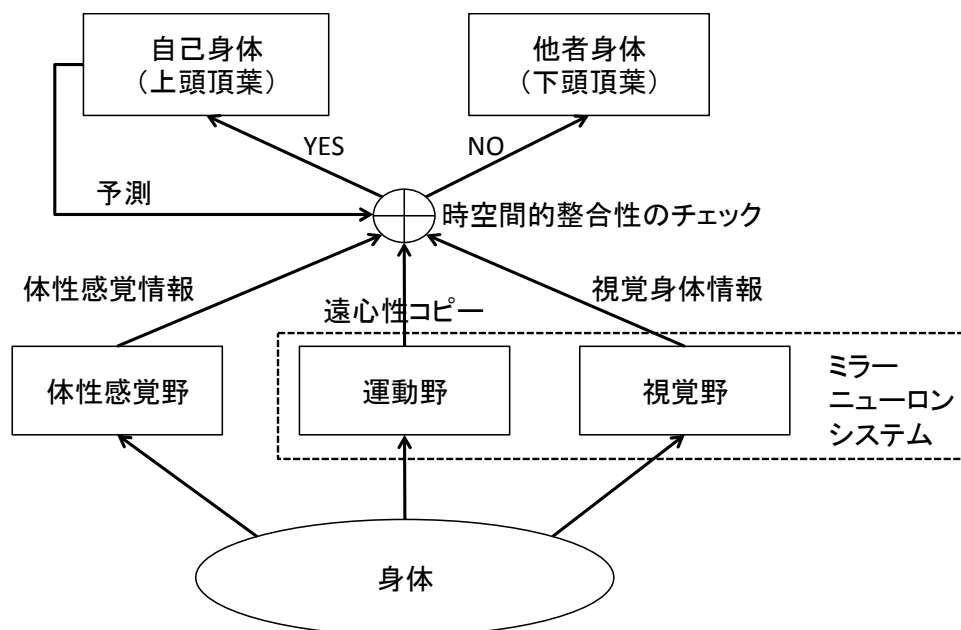 自己身体
（上頭頂葉）
他者身体
（下頭頂葉）
YES
NO
予測
時空間的整合性のチェック
体性感覚情報
遠心性コピー
視覚身体情報
体性感覚野
運動野
視覚野
ミラー
ニューロン
システム
身体